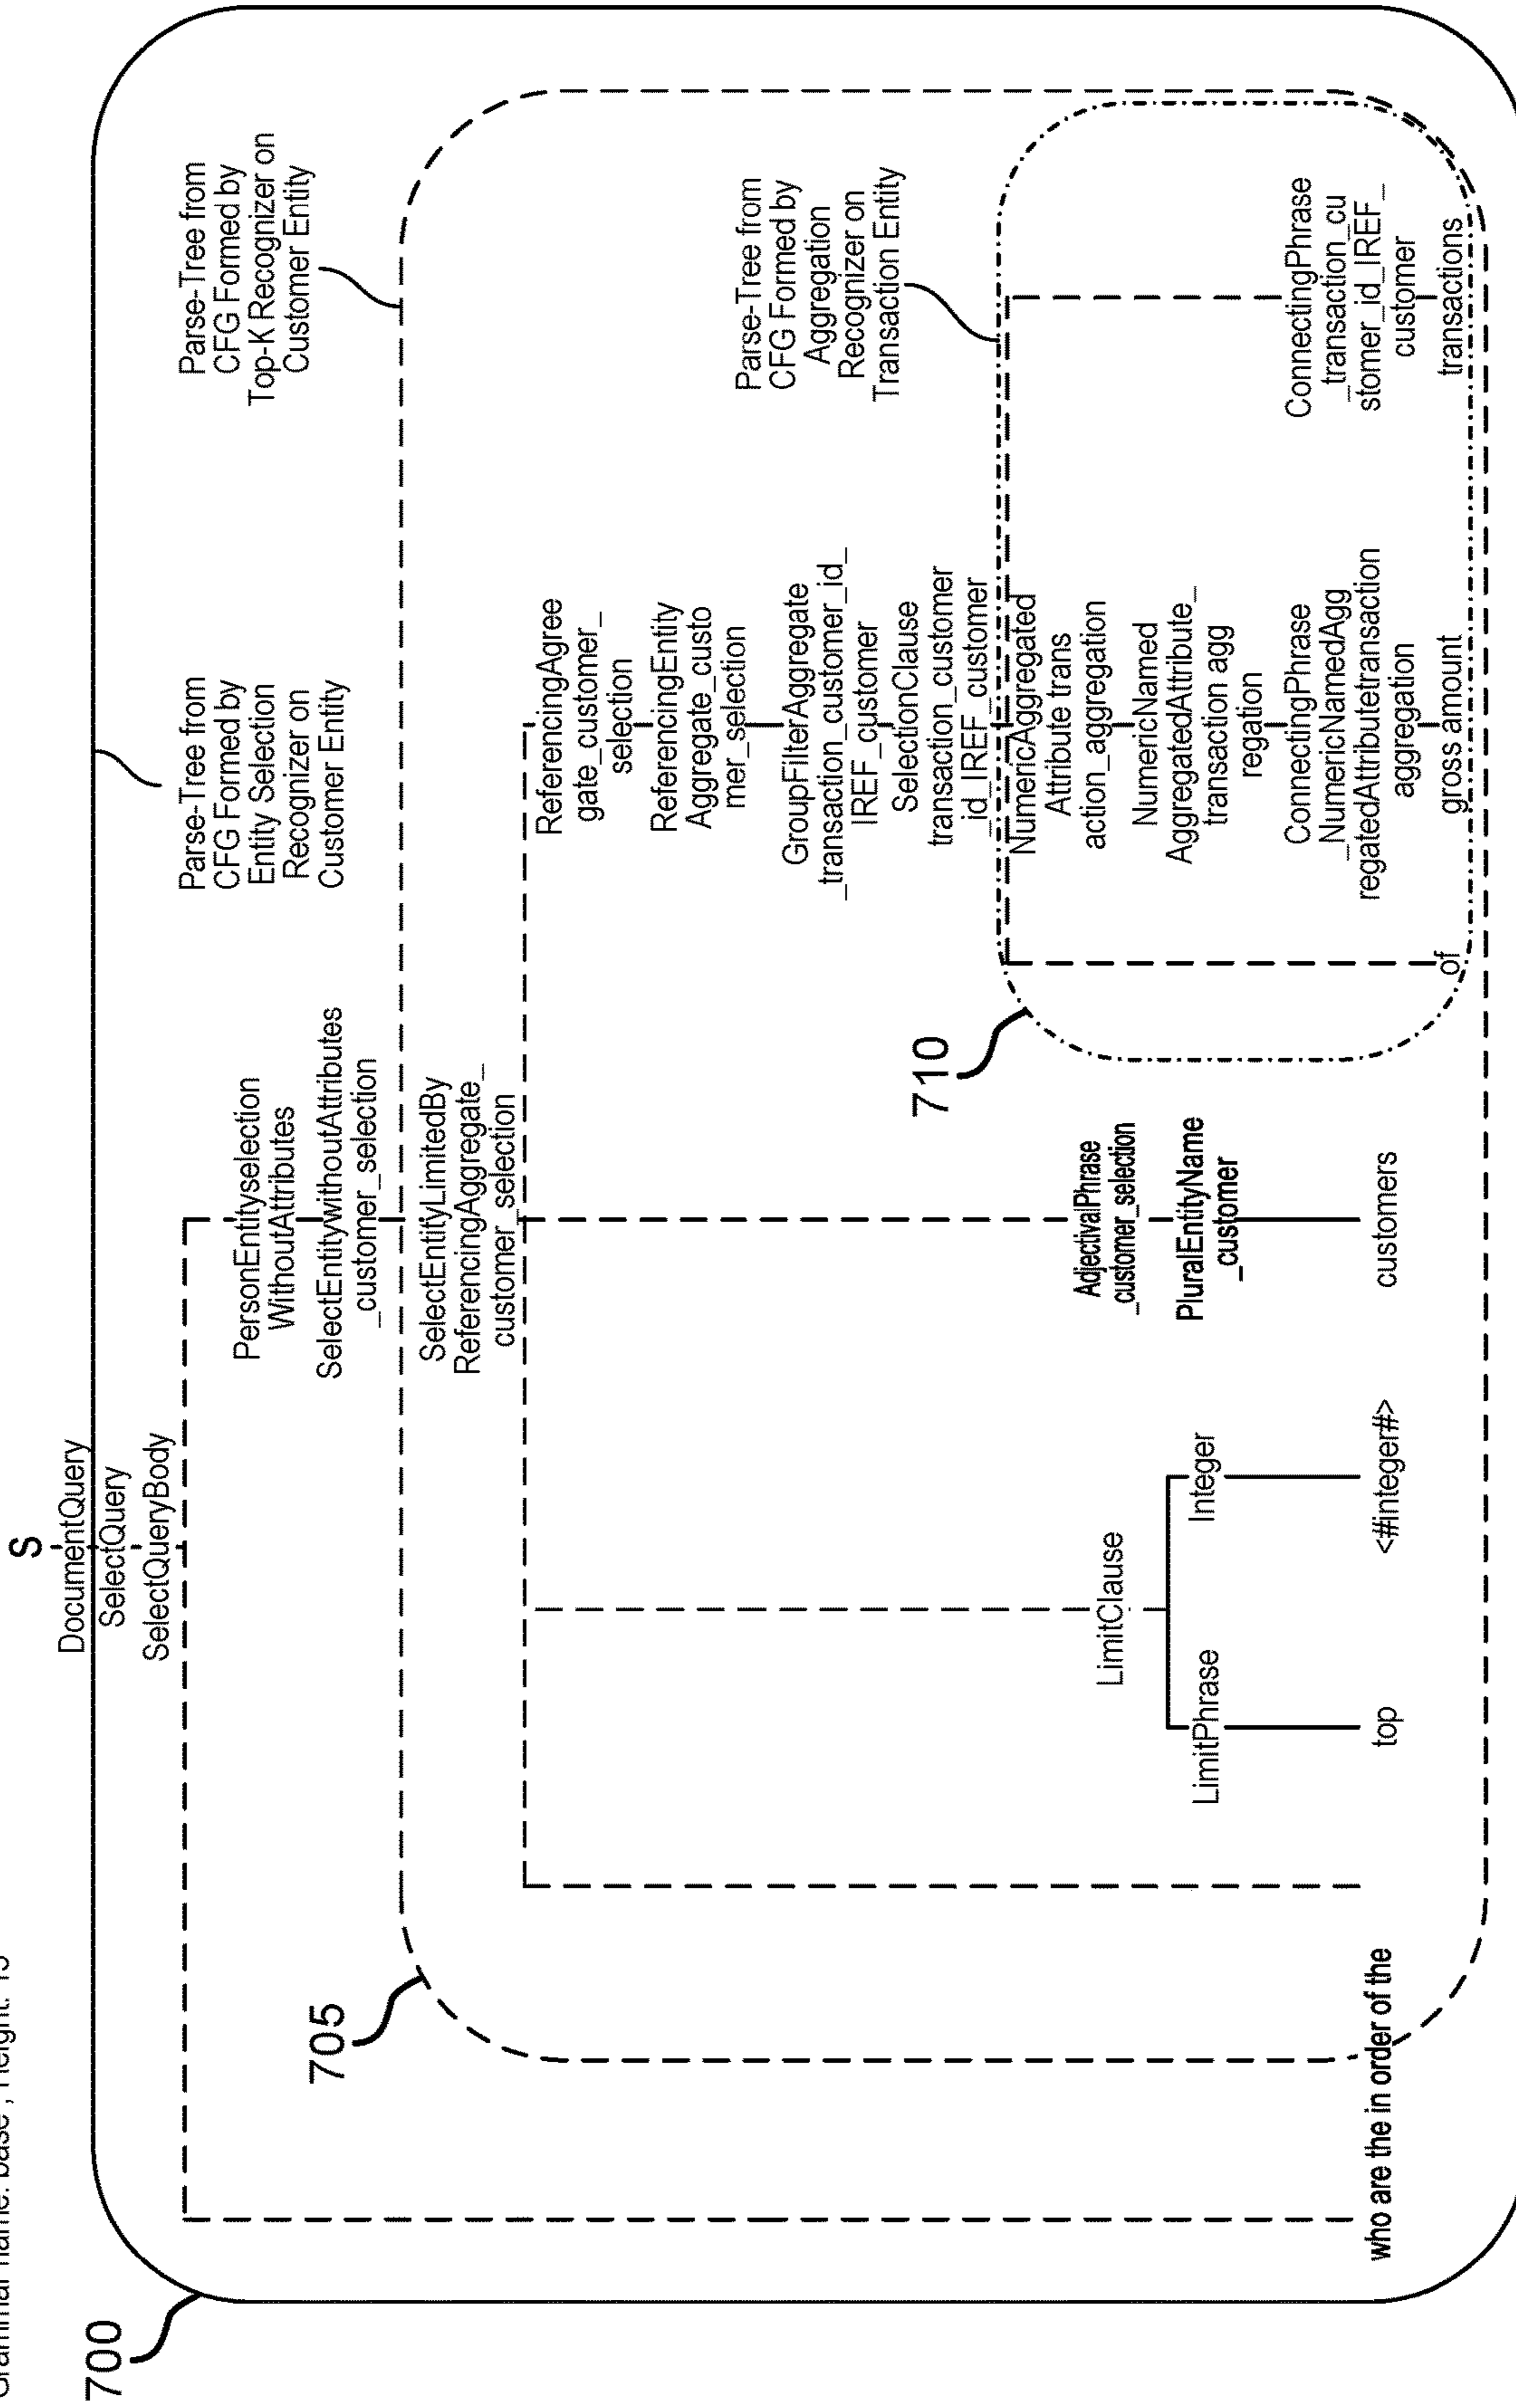 Grammar name: base ; Height: 15
S
DocumentQuery
SelectQuery
SelectQueryBody
700
Parse-Tree from
CFG Formed by
Entity Selection
Recognizer on
Customer Entity
Parse-Tree from
CFG Formed by
Top-K Recognizer on
Customer Entity
PersonEntityselection
WithoutAttributes
SelectEntitywithoutAttributes
_customer_selection
705
SelectEntityLimitedBy
ReferencingAggregate_
customer_selection
ReferencingAgree
gate_customer_
selection
ReferencingEntity
Aggregate_custo
mer_selection
GroupFilterAggregate
_transaction_customer_id_
IREF_customer
SelectionClause
transaction_customer
_id_IREF_customer
Parse-Tree from
CFG Formed by
Aggregation
Recognizer on
Transaction Entity
710
NumericAggregated
Attribute trans
action_aggregation
NumericNamed
AggregatedAttribute_
transaction agg
regation
ConnectingPhrase
_NumericNamedAgg
regatedAttributetransaction
aggregation
ConnectingPhrase
_transaction_cu
stomer_id_IREF_
customer
LimitClause
LimitPhrase
Integer
AdjectivalPhrase
_customer_selection
PluralEntityName
_customer
who are the in order of the
top
<#integer#>
customers
of
gross amount
transactions